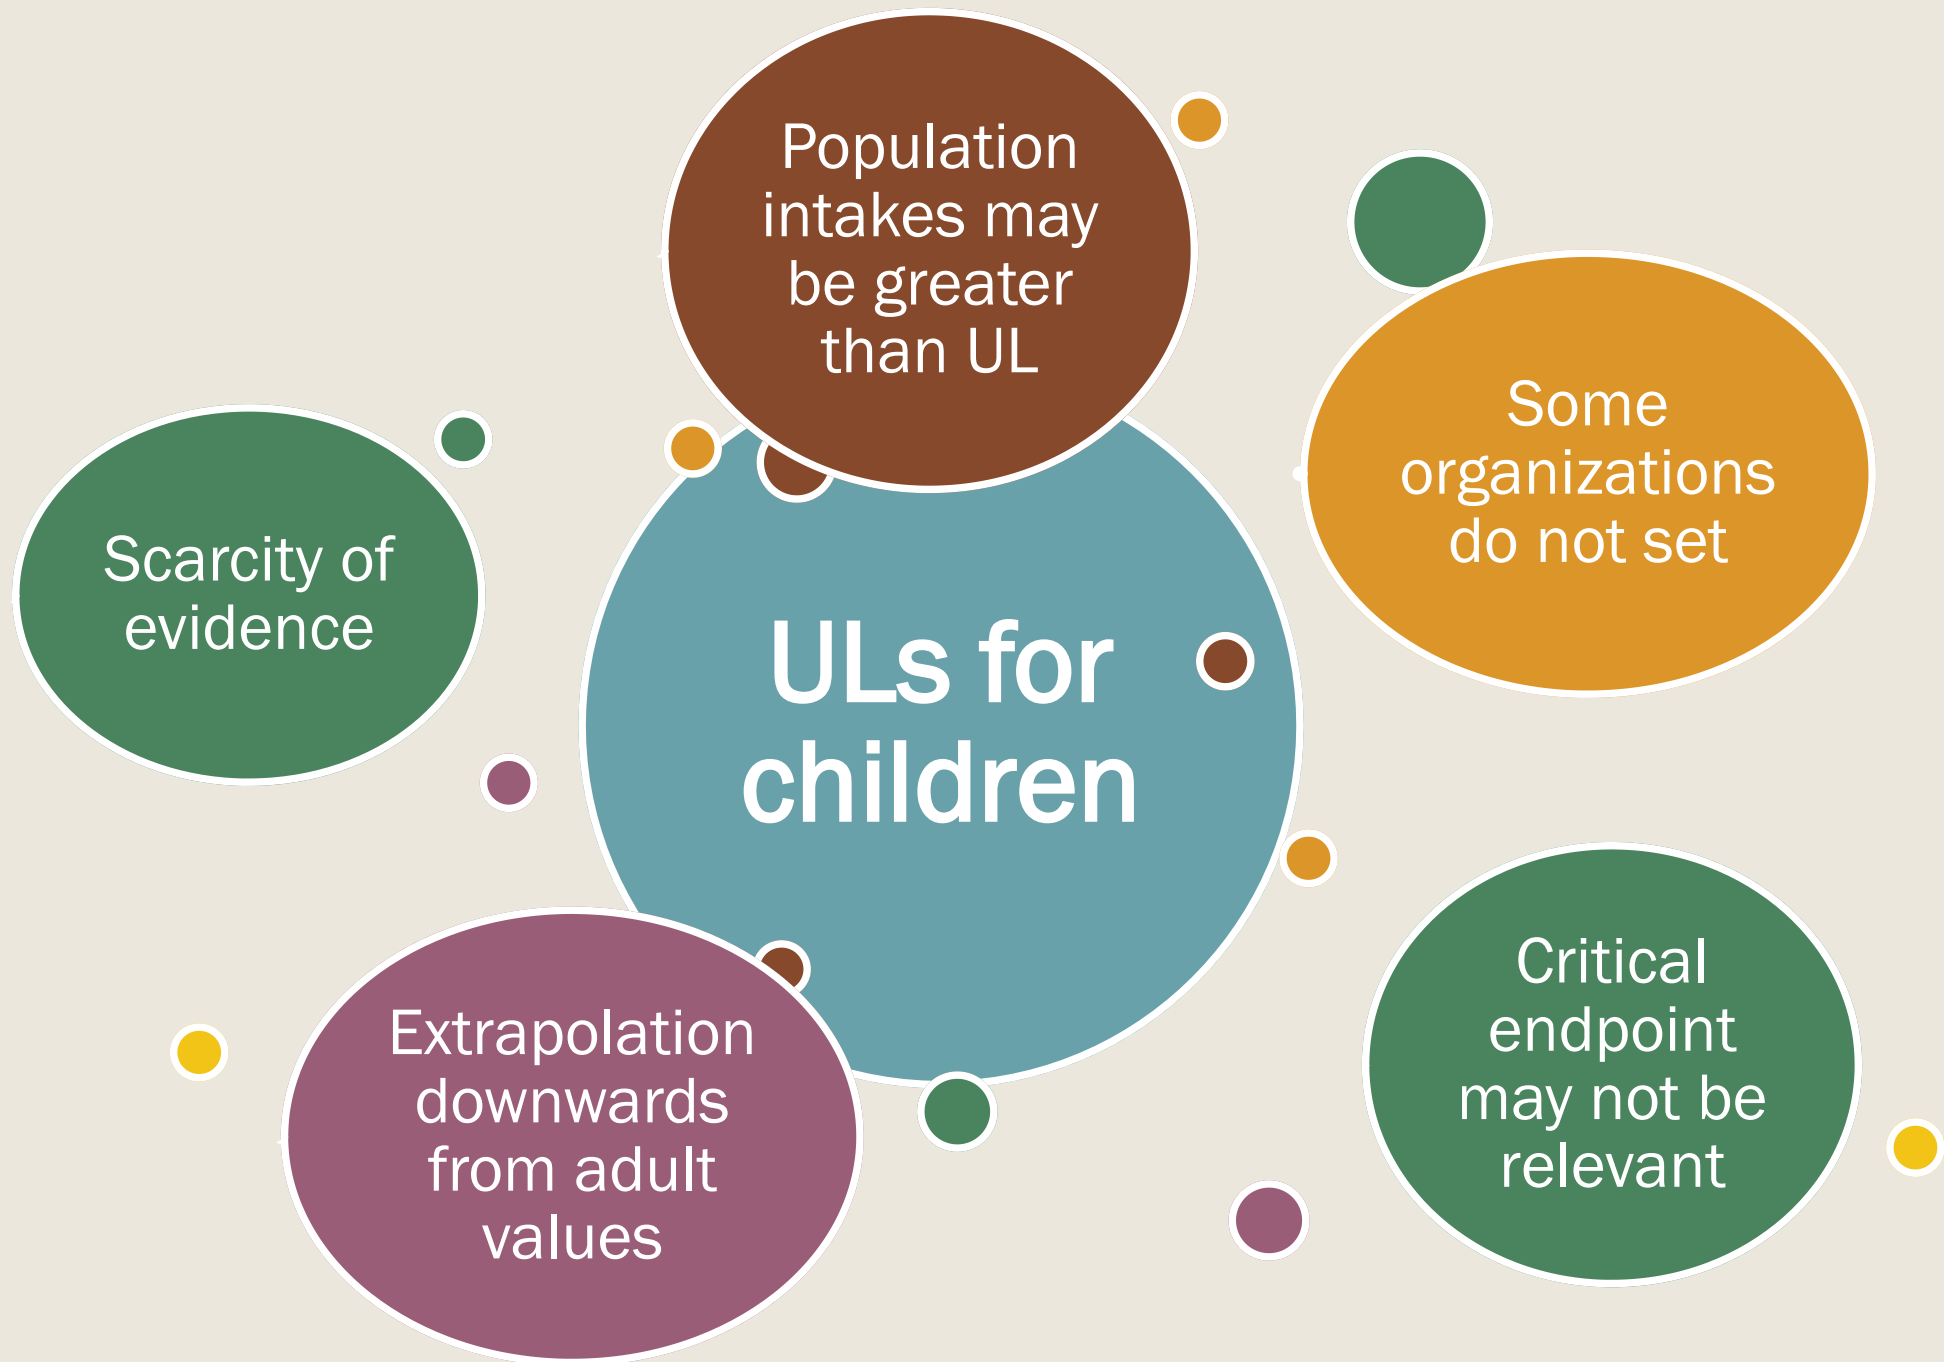 Population
intakes may
be greater
than UL
Some
organizations
do not set
Scarcity of
evidence
ULs for
children
Critical
endpoint
may not be
relevant
Extrapolation
downwards
from adult
values